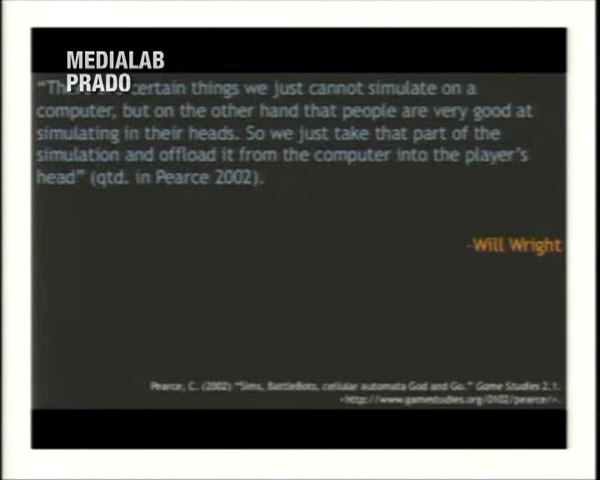 MEDIALAB
PRADO
"There are certain things we just cannot simulate on a
computer, but on the other hand that people are very good at
simulating in their heads. So we just take that part of the
simulation and offload it from the computer into the player's
head" (qtd. in Pearce 2002).
-Will Wright
Pearce, C. (2002) "Sims, BattleBots, cellular automata God and Go." Game Studies 2.1.
<http://www.gamestudies.org/0102/pearce/>.